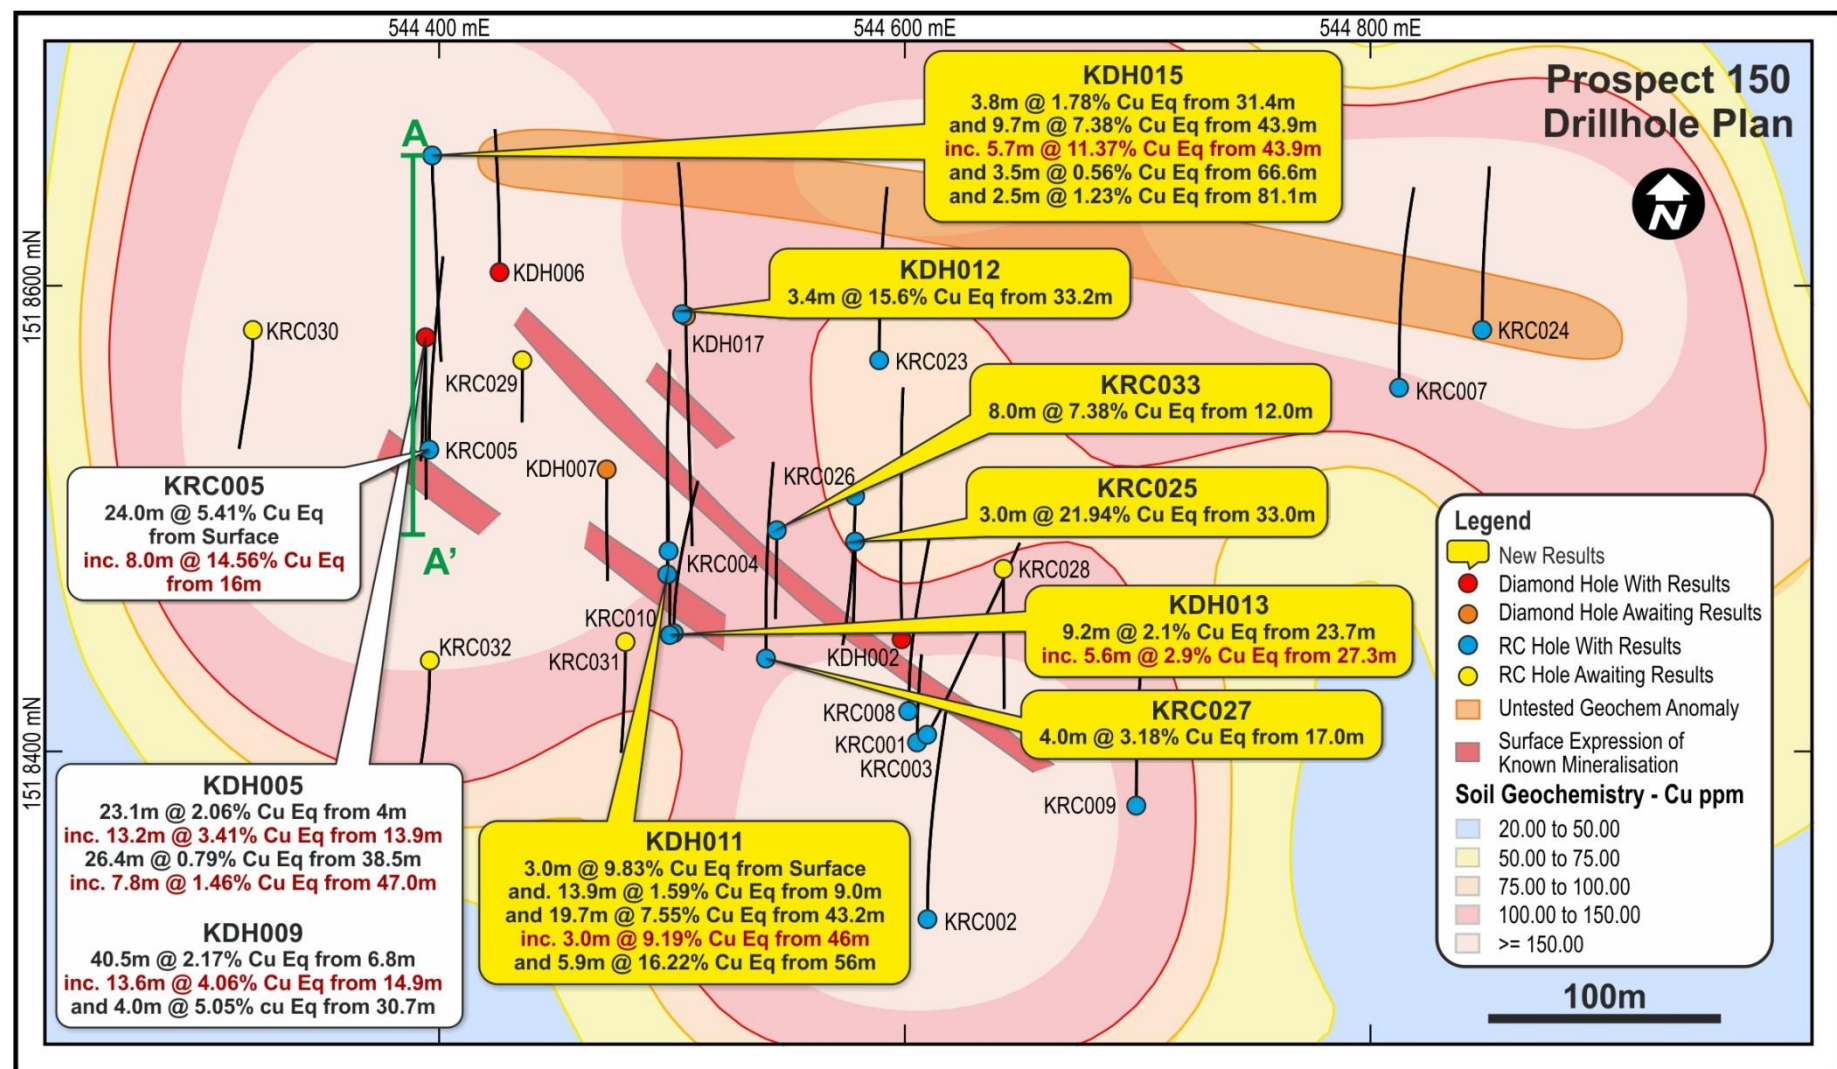 544 400 mE
544 600 mE
544 800 mE
Prospect 150
Drillhole Plan
N
151 8600 mN
151 8400 mN
A
A'
KDH015
3.8m @ 1.78% Cu Eq from 31.4m
and 9.7m @ 7.38% Cu Eq from 43.9m
inc. 5.7m @ 11.37% Cu Eq from 43.9m
and 3.5m @ 0.56% Cu Eq from 66.6m
and 2.5m @ 1.23% Cu Eq from 81.1m
KDH006
KDH012
3.4m @ 15.6% Cu Eq from 33.2m
KRC030
KDH017
KRC024
KRC029
KRC023
KRC007
KRC033
8.0m @ 7.38% Cu Eq from 12.0m
KRC005
KDH007
KRC026
KRC025
3.0m @ 21.94% Cu Eq from 33.0m
KRC005
24.0m @ 5.41% Cu Eq
from Surface
inc. 8.0m @ 14.56% Cu Eq
from 16m
KRC004
KRC028
KDH013
9.2m @ 2.1% Cu Eq from 23.7m
inc. 5.6m @ 2.9% Cu Eq from 27.3m
KRC010
KRC032
KRC031
KDH002
KRC008
KRC001
KRC003
KRC027
4.0m @ 3.18% Cu Eq from 17.0m
KRC009
KRC002
KDH005
23.1m @ 2.06% Cu Eq from 4m
inc. 13.2m @ 3.41% Cu Eq from 13.9m
26.4m @ 0.79% Cu Eq from 38.5m
inc. 7.8m @ 1.46% Cu Eq from 47.0m
KDH009
40.5m @ 2.17% Cu Eq from 6.8m
inc. 13.6m @ 4.06% Cu Eq from 14.9m
and 4.0m @ 5.05% cu Eq from 30.7m
KDH011
3.0m @ 9.83% Cu Eq from Surface
and. 13.9m @ 1.59% Cu Eq from 9.0m
and 19.7m @ 7.55% Cu Eq from 43.2m
inc. 3.0m @ 9.19% Cu Eq from 46m
and 5.9m @ 16.22% Cu Eq from 56m
Legend
New Results
Diamond Hole With Results
Diamond Hole Awaiting Results
RC Hole With Results
RC Hole Awaiting Results
Untested Geochem Anomaly
Surface Expression of
Known Mineralisation
Soil Geochemistry - Cu ppm
20.00 to 50.00
50.00 to 75.00
75.00 to 100.00
100.00 to 150.00
>= 150.00
100m